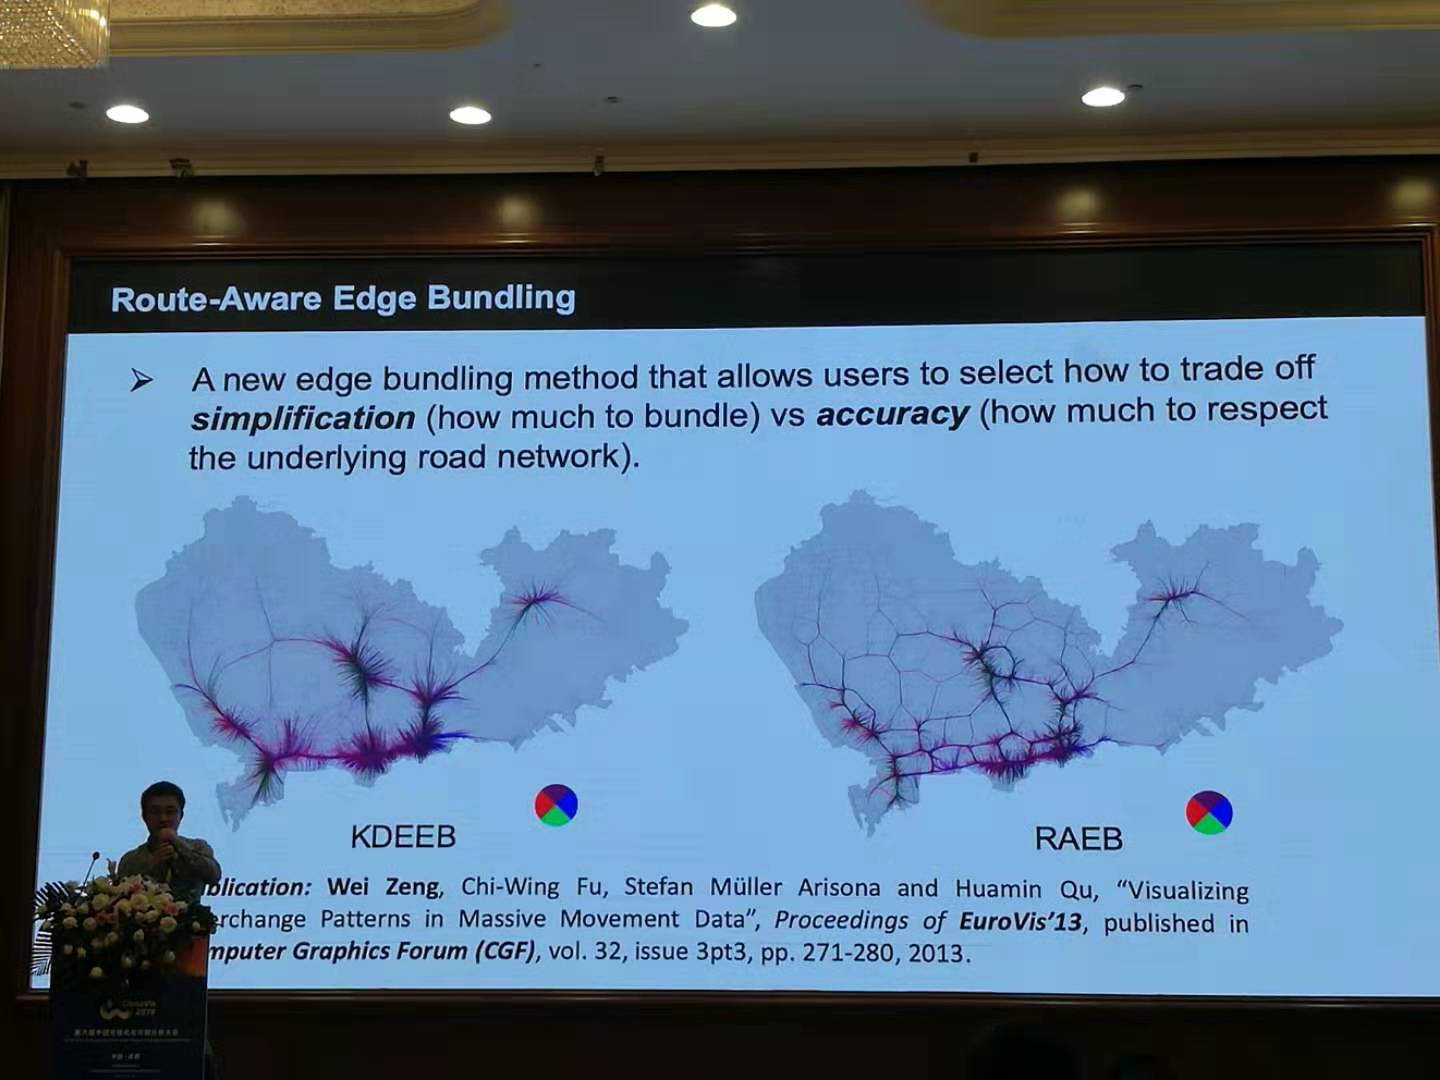 Route-Aware Edge Bundling
➢ A new edge bundling method that allows users to select how to trade off
simplification (how much to bundle) vs accuracy (how much to respect
the underlying road network).
KDEEB
RAEB
blication: Wei Zeng, Chi-Wing Fu, Stefan Müller Arisona and Huamin Qu, “Visualizing
erchange Patterns in Massive Movement Data”, Proceedings of EuroVis’13, published in
mputer Graphics Forum (CGF), vol. 32, issue 3pt3, pp. 271-280, 2013.
ChinaVis
2019